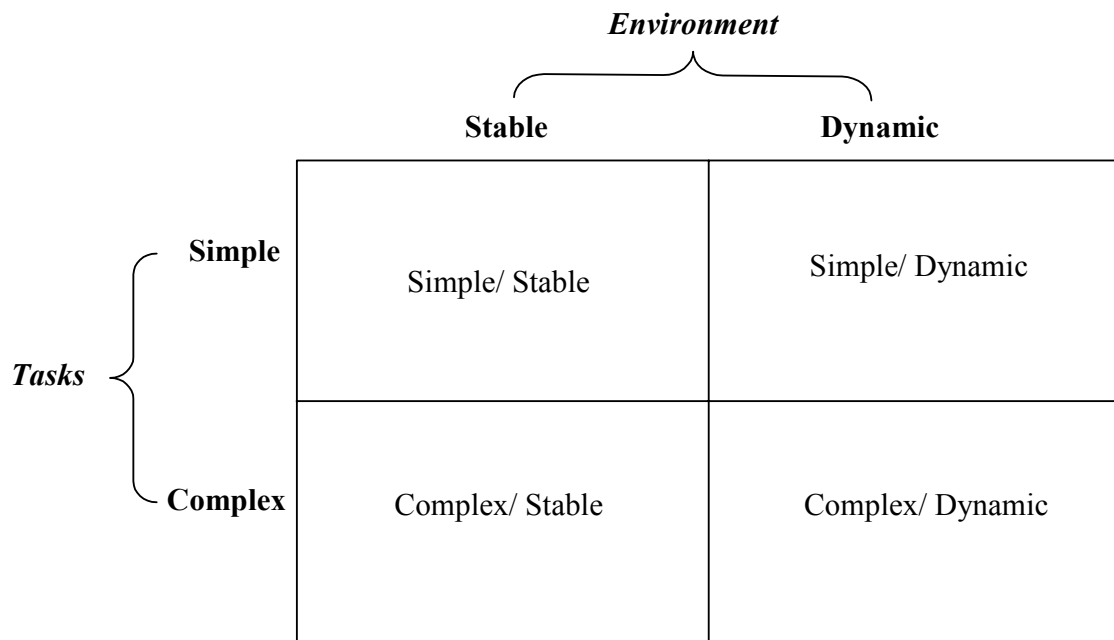 Environment
Stable Dynamic
Simple
Simple/ Stable Simple/ Dynamic
Tasks
Complex
Complex/ Stable Complex/ Dynamic